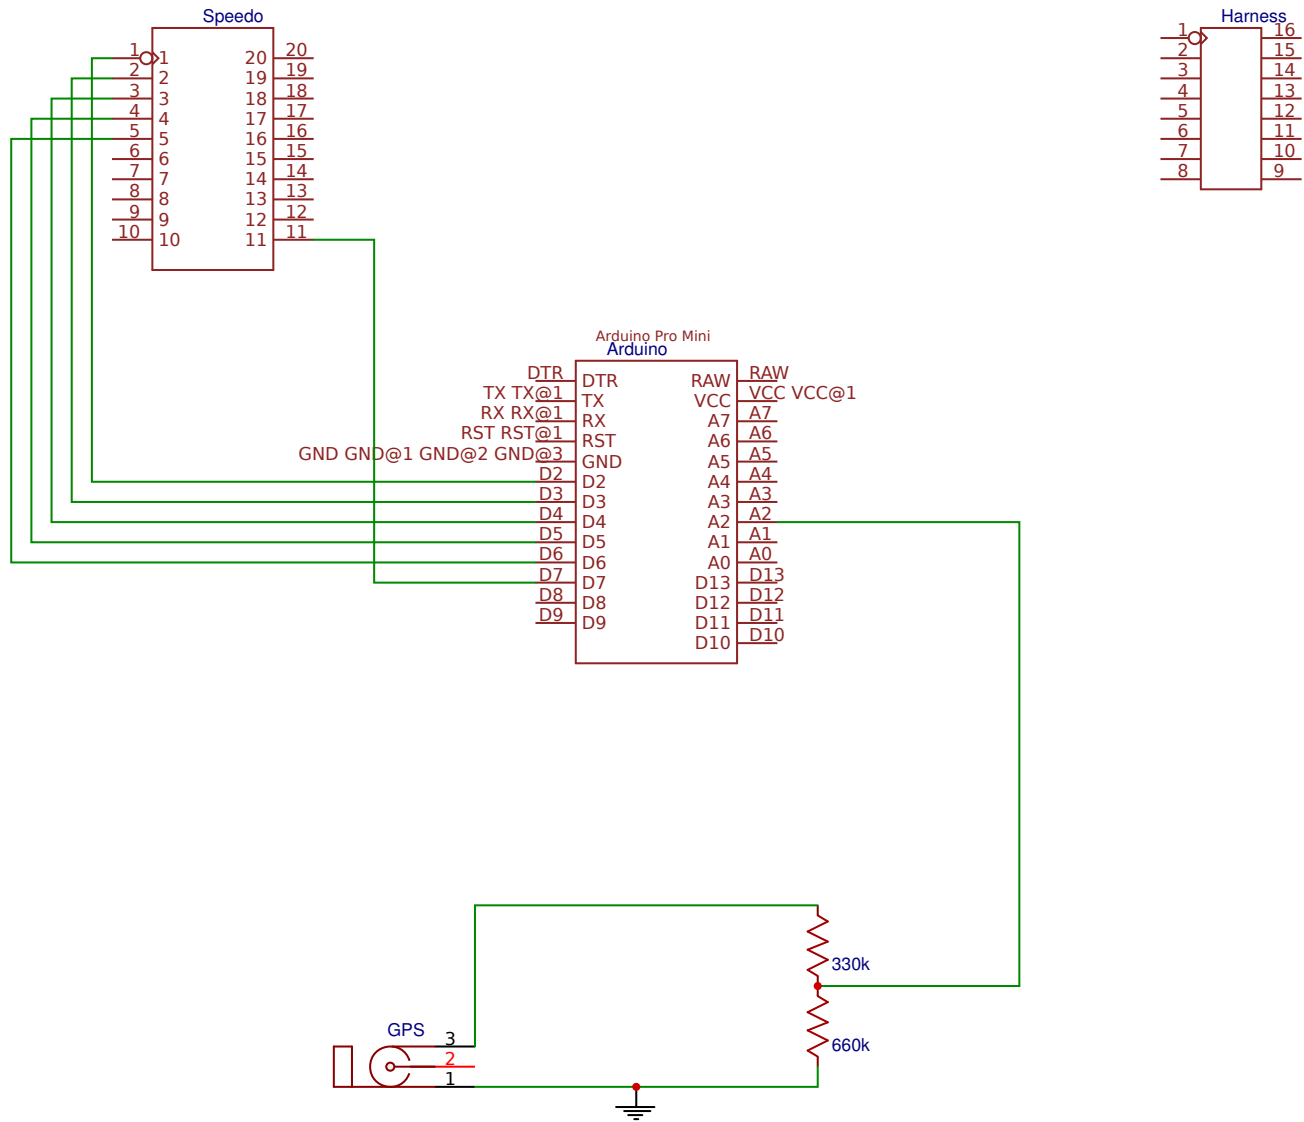 Speedo
1 1 20 20
2 2 19 19
3 3 18 18
4 4 17 17
5 5 16 16
6 6 15 15
7 7 14 14
8 8 13 13
9 9 12 12
10 10 11 11
Harness
1 16
2 15
3 14
4 13
5 12
6 11
7 10
8 9
Arduino Pro Mini
Arduino
DTR DTR RAW RAW
TX TX@1 TX VCC VCC VCC@1
RX RX@1 RX A7 A7
RST RST@1 RST A6 A6
GND GND@1 GND@2 GND@3 GND A5 A5
D2 D2 A4 A4
D3 D3 A3 A3
D4 D4 A2 A2
D5 D5 A1 A1
D6 D6 A0 A0
D7 D7 D13 D13
D8 D8 D12 D12
D9 D9 D11 D11
D10 D10
330k
660k
GPS
3
2
1